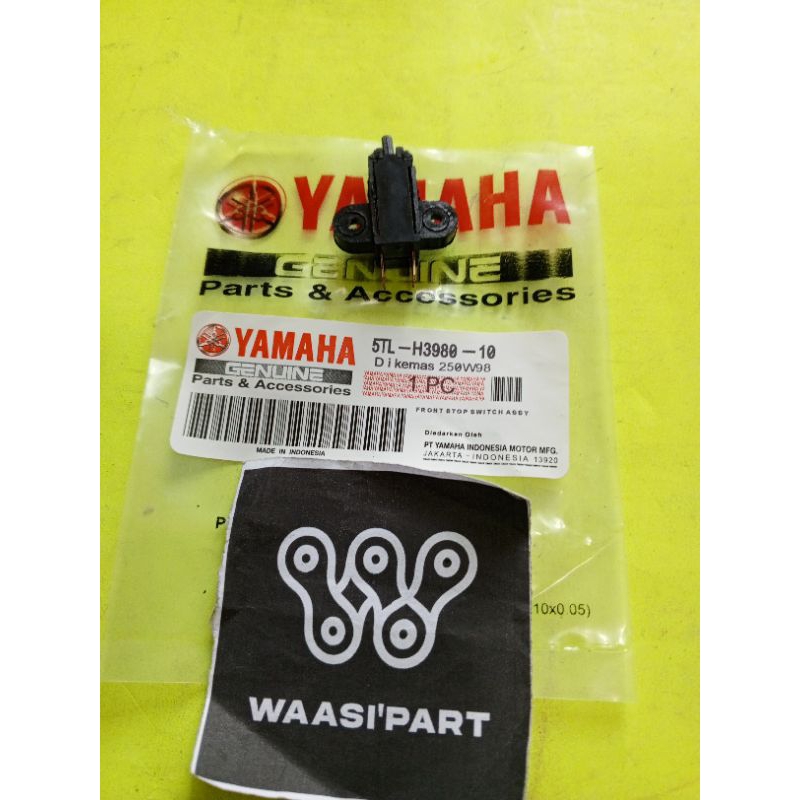 YAMAHA
GENUINE
Parts & Accessories
YAMAHA
GENUINE
Parts & Accessories
5TL-H3980-10
Dikemas 250W98
1 PC
FRONT STOP SWITCH ASSY
Diedarkan Oleh
PT YAMAHA INDONESIA MOTOR MFG.
JAKARTA - INDONESIA 13920
MADE IN INDONESIA
P
10x0.05)
WAASI'PART